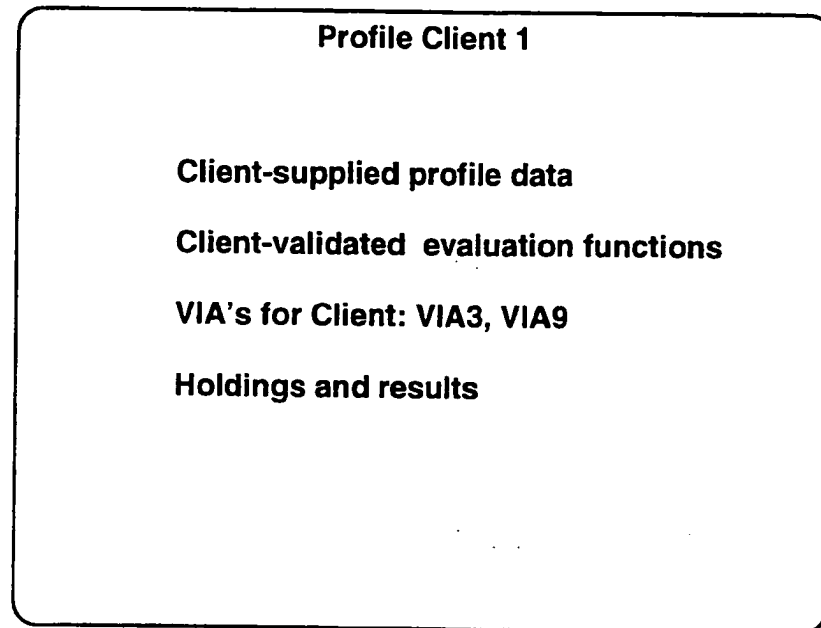 Profile Client 1
Client-supplied profile data
Client-validated evaluation functions
VIA's for Client: VIA3, VIA9
Holdings and results